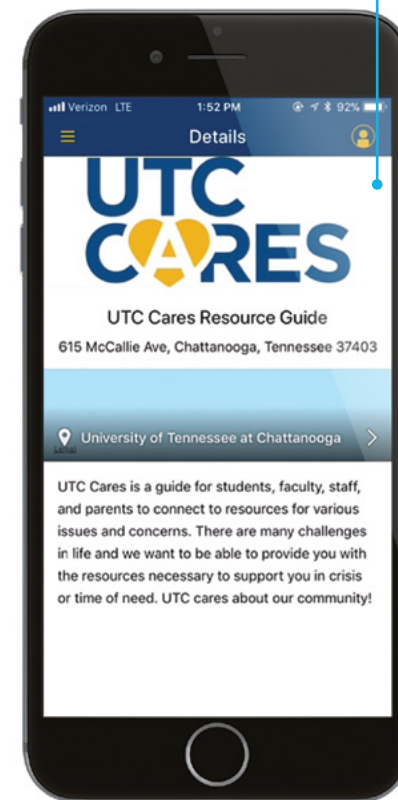 Verizon LTE 1:52 PM 92%
Details
UTC
CARES
UTC Cares Resource Guide
615 McCallie Ave, Chattanooga, Tennessee 37403
University of Tennessee at Chattanooga
UTC Cares is a guide for students, faculty, staff,
and parents to connect to resources for various
issues and concerns. There are many challenges
in life and we want to be able to provide you with
the resources necessary to support you in crisis
or time of need. UTC cares about our community!